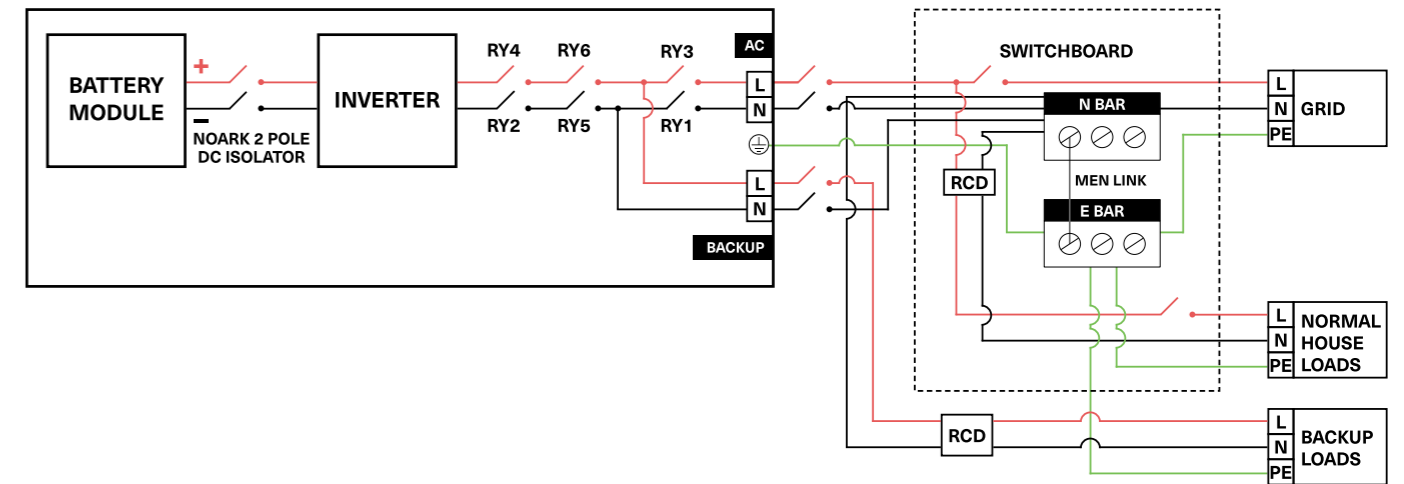 BATTERY
MODULE
+
−
NOARK 2 POLE
DC ISOLATOR
INVERTER
RY4
RY6
RY3
RY2
RY5
RY1
AC
L
N
L
N
BACKUP
SWITCHBOARD
N BAR
MEN LINK
E BAR
RCD
RCD
L
N
PE
GRID
L
N
PE
NORMAL
HOUSE
LOADS
L
N
PE
BACKUP
LOADS